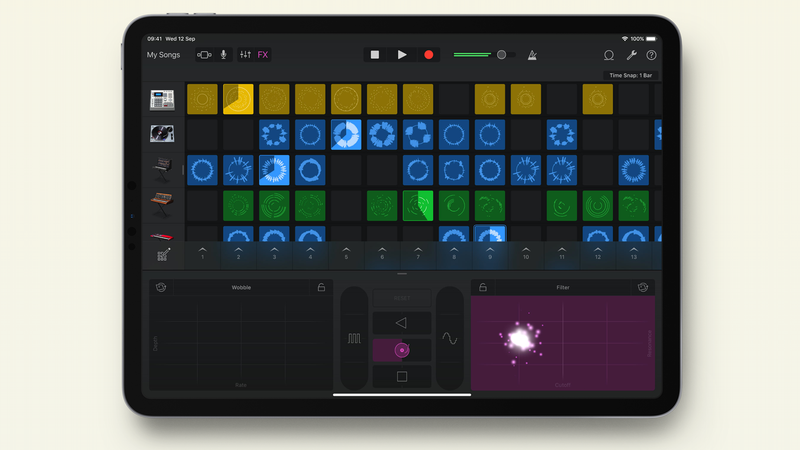 09:41 Wed 12 Sep
100%
My Songs
FX
Time Snap: 1 Bar
1 2 3 4 5 6 7 8 9 10 11 12 13
Wobble
RESET
Filter
Depth
Resonance
Rate
Cutoff